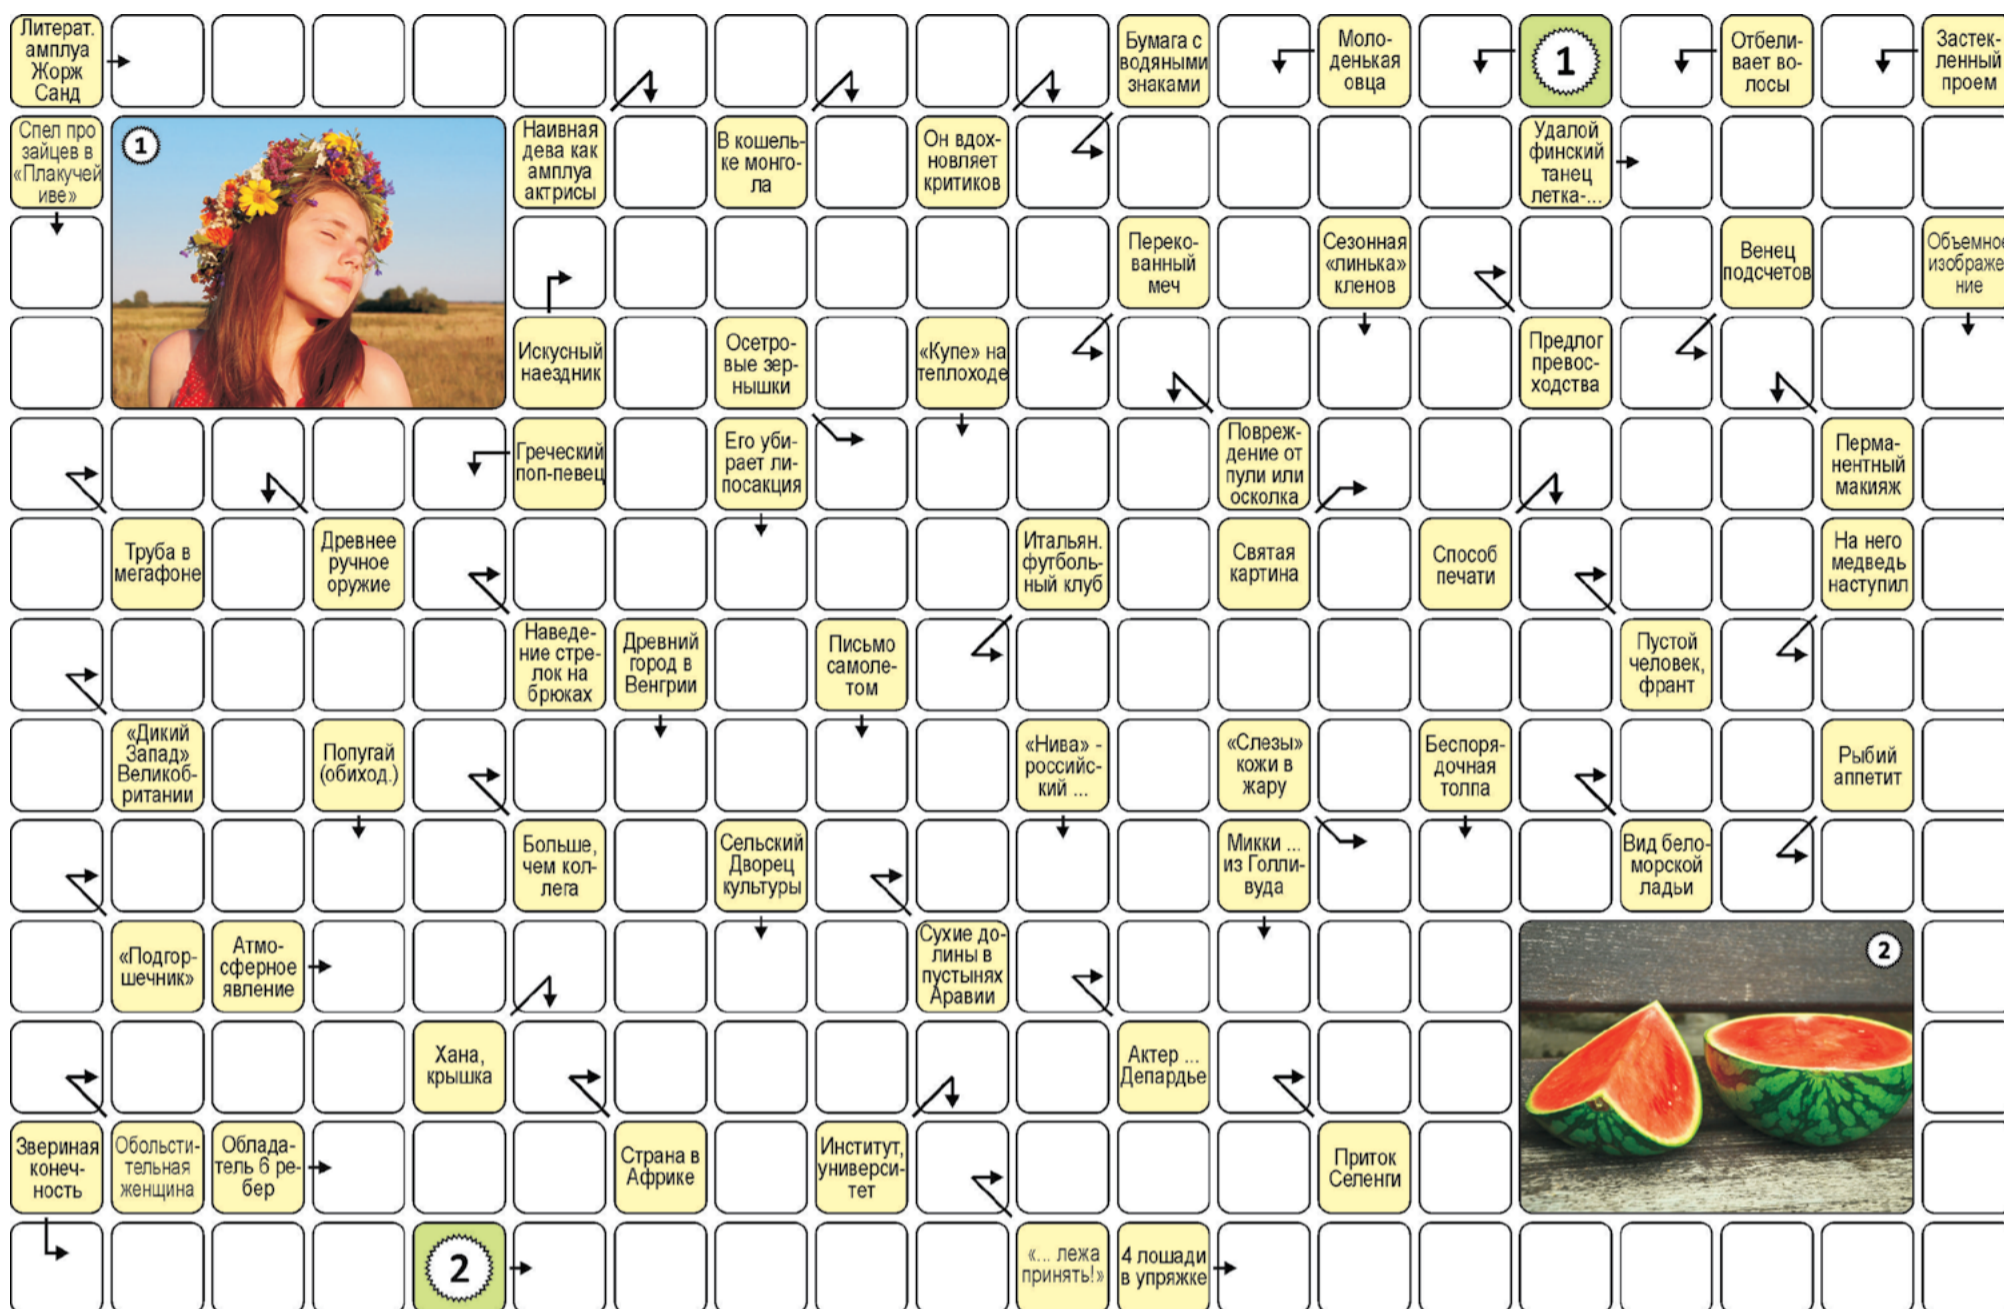 Литерат.
амплуа
Жорж
Санд
Бумага с
водяными
знаками
Моло-
денькая
овца
1
Отбели-
вает во-
лосы
Застек-
ленный
проем
Спел про
зайцев в
«Плакучей
иве»
1
Наивная
дева как
амплуа
актрисы
В кошель-
ке монго-
ла
Он вдох-
новляет
критиков
Удалой
финский
танец
летка-...
Переко-
ванный
меч
Сезонная
«линька»
кленов
Венец
подсчетов
Объемное
изображе-
ние
Искусный
наездник
Осетро-
вые зер-
нышки
«Купе» на
теплоходе
Предлог
превос-
ходства
Греческий
поп-певец
Его уби-
рает ли-
посакция
Повреж-
дение от
пули или
осколка
Перма-
нентный
макияж
Труба в
мегафоне
Древнее
ручное
оружие
Итальян.
футболь-
ный клуб
Святая
картина
Способ
печати
На него
медведь
наступил
Наведе-
ние стре-
лок на
брюках
Древний
город в
Венгрии
Письмо
самоле-
том
Пустой
человек,
франт
«Дикий
Запад»
Великоб-
ритании
Попугай
(обиход.)
«Нива» -
российс-
кий ...
«Слезы»
кожи в
жару
Беспоря-
дочная
толпа
Рыбий
аппетит
Больше,
чем кол-
лега
Сельский
Дворец
культуры
Микки ...
из Голли-
вуда
Вид бело-
морской
ладьи
«Подгор-
шечник»
Атмо-
сферное
явление
Сухие до-
лины в
пустынях
Аравии
2
Хана,
крышка
Актер ...
Депардье
Звериная
конеч-
ность
Обольсти-
тельная
женщина
Облада-
тель 6 ре-
бер
Страна в
Африке
Институт,
универси-
тет
Приток
Селенги
2
«... лежа
принять!»
4 лошади
в упряжке